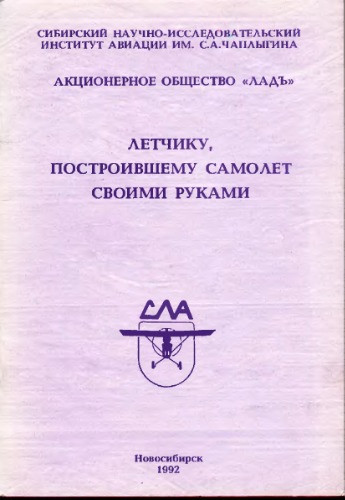 СИБИРСКИЙ НАУЧНО-ИССЛЕДОВАТЕЛЬСКИЙ
ИНСТИТУТ АВИАЦИИ ИМ. С.А.ЧАПЛЫГИНА
АКЦИОНЕРНОЕ ОБЩЕСТВО «ЛАДЪ»
ЛЕТЧИКУ,
ПОСТРОИВШЕМУ САМОЛЕТ
СВОИМИ РУКАМИ
СЛА
Новосибирск
1992